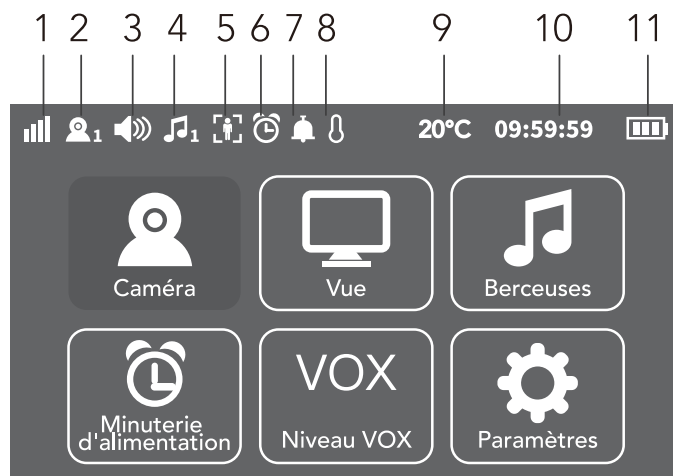 1 2 3 4 5 6 7 8 9 10 11
1 1 20°C 09:59:59
Caméra Vue Berceuses
VOX
Minuterie
d'alimentation Niveau VOX Paramètres